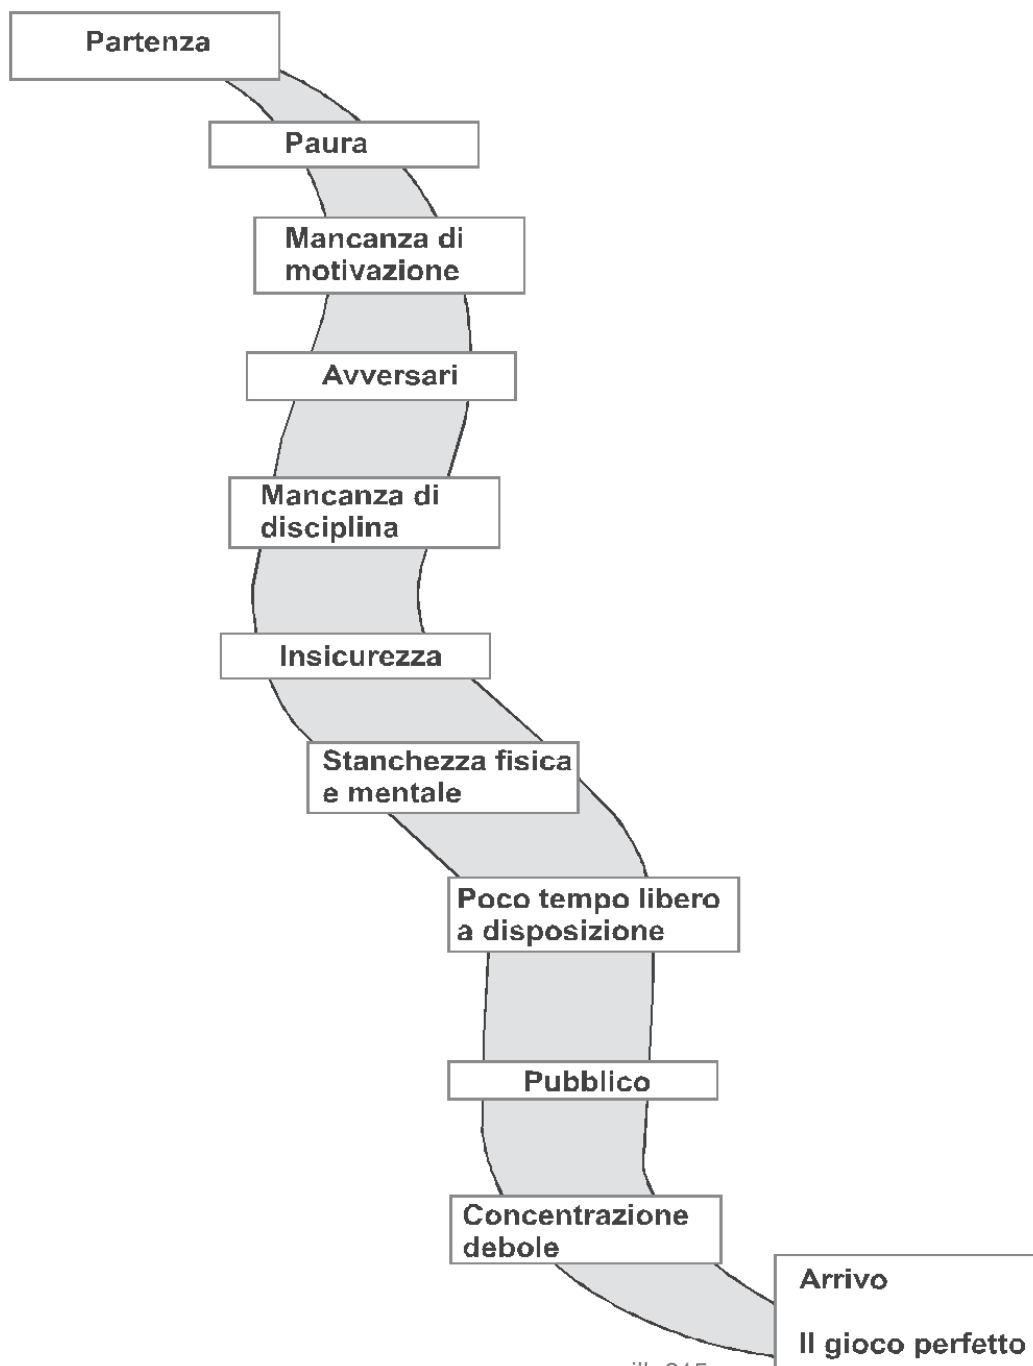 Partenza
Paura
Mancanza di
motivazione
Avversari
Mancanza di
disciplina
Insicurezza
Stanchezza fisica
e mentale
Poco tempo libero
a disposizione
Pubblico
Concentrazione
debole
Arrivo
Il gioco perfetto